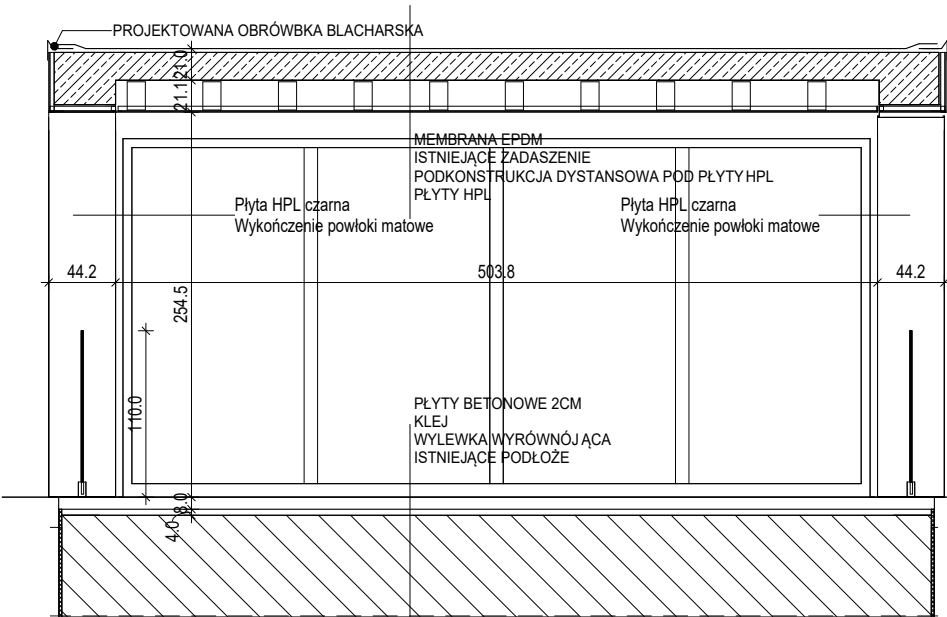 PROJEKTOWANA OBRÓWBKA BLACHARSKA
21.0
21.1
MEMBRANA EPDM
ISTNIEJĄCE ZADASZENIE
PODKONSTRUKCJA DYSTANSOWA POD PŁYTY HPL
PŁYTY HPL
Płyta HPL czarna
Wykończenie powłoki matowe
Płyta HPL czarna
Wykończenie powłoki matowe
44.2
503.8
44.2
254.5
110.0
PŁYTY BETONOWE 2CM
KLEJ
WYLEWKA WYRÓWNÓJĄCA
ISTNIEJĄCE PODŁOŻE
8.0
4.0